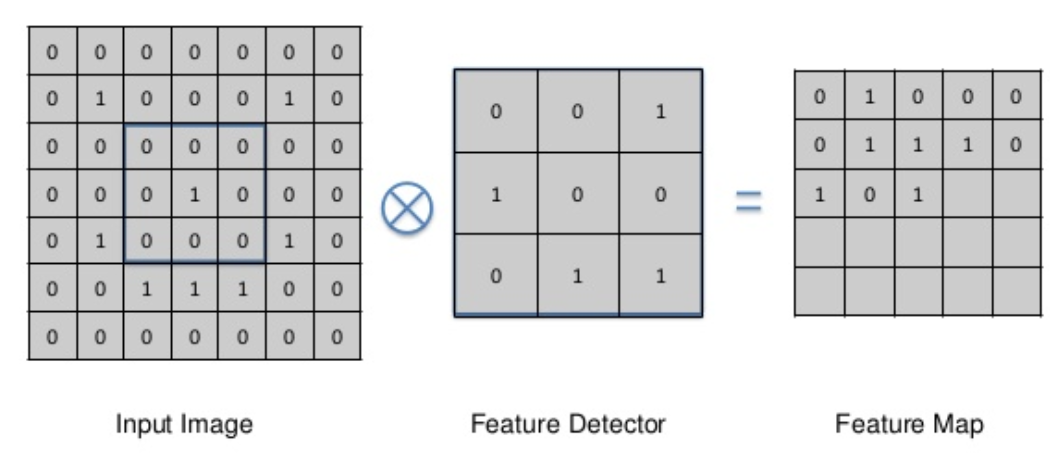 0 0 0 0 0 0 0
0 1 0 0 0 1 0
0 0 0 0 0 0 0
0 0 0 1 0 0 0
0 1 0 0 0 1 0
0 0 1 1 1 0 0
0 0 0 0 0 0 0
0 0 1
1 0 0
0 1 1
=
0 1 0 0 0
0 1 1 1 0
1 0 1
Input Image
Feature Detector
Feature Map